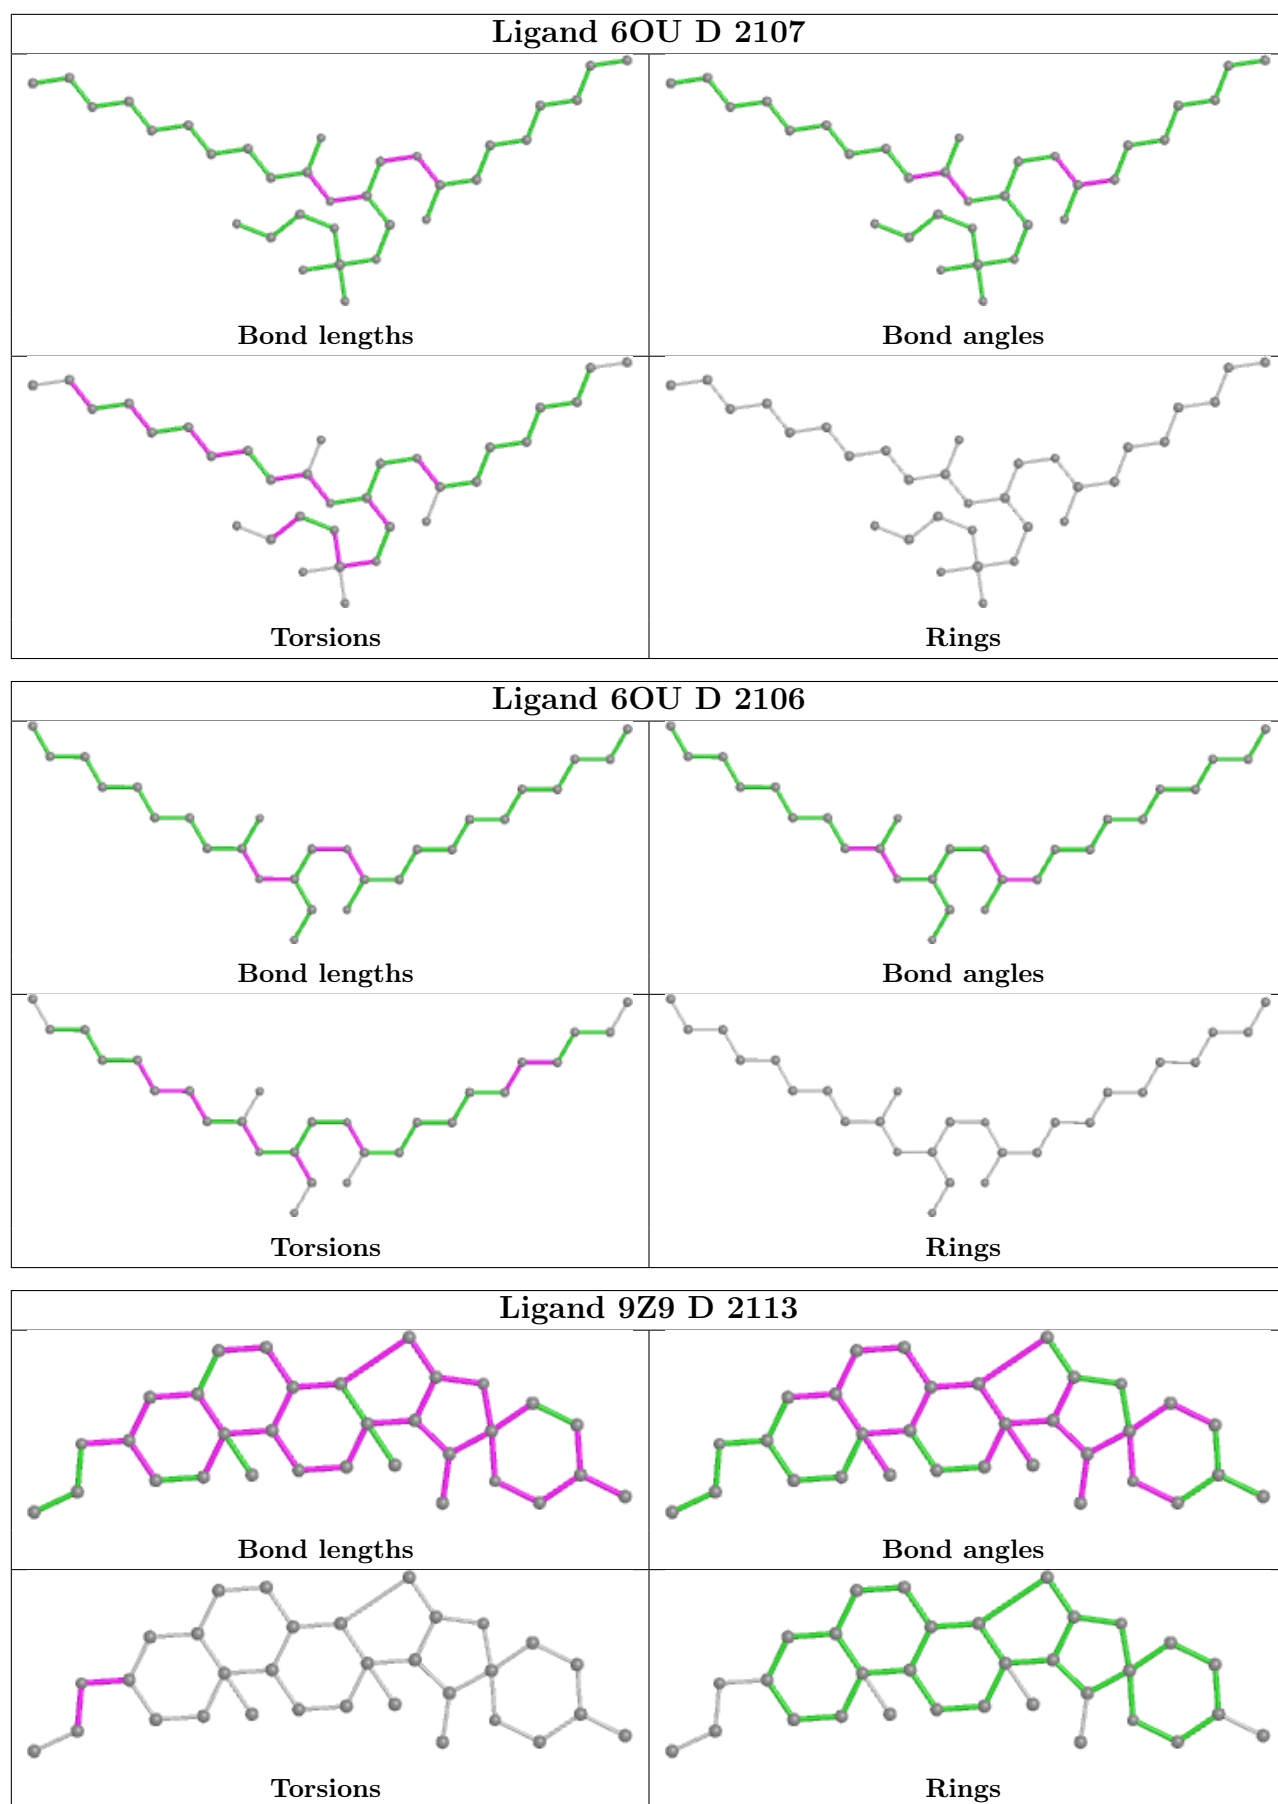 Ligand 6OU D 2107
Bond lengths
Bond angles
Torsions
Rings
Ligand 6OU D 2106
Bond lengths
Bond angles
Torsions
Rings
Ligand 9Z9 D 2113
Bond lengths
Bond angles
Torsions
Rings